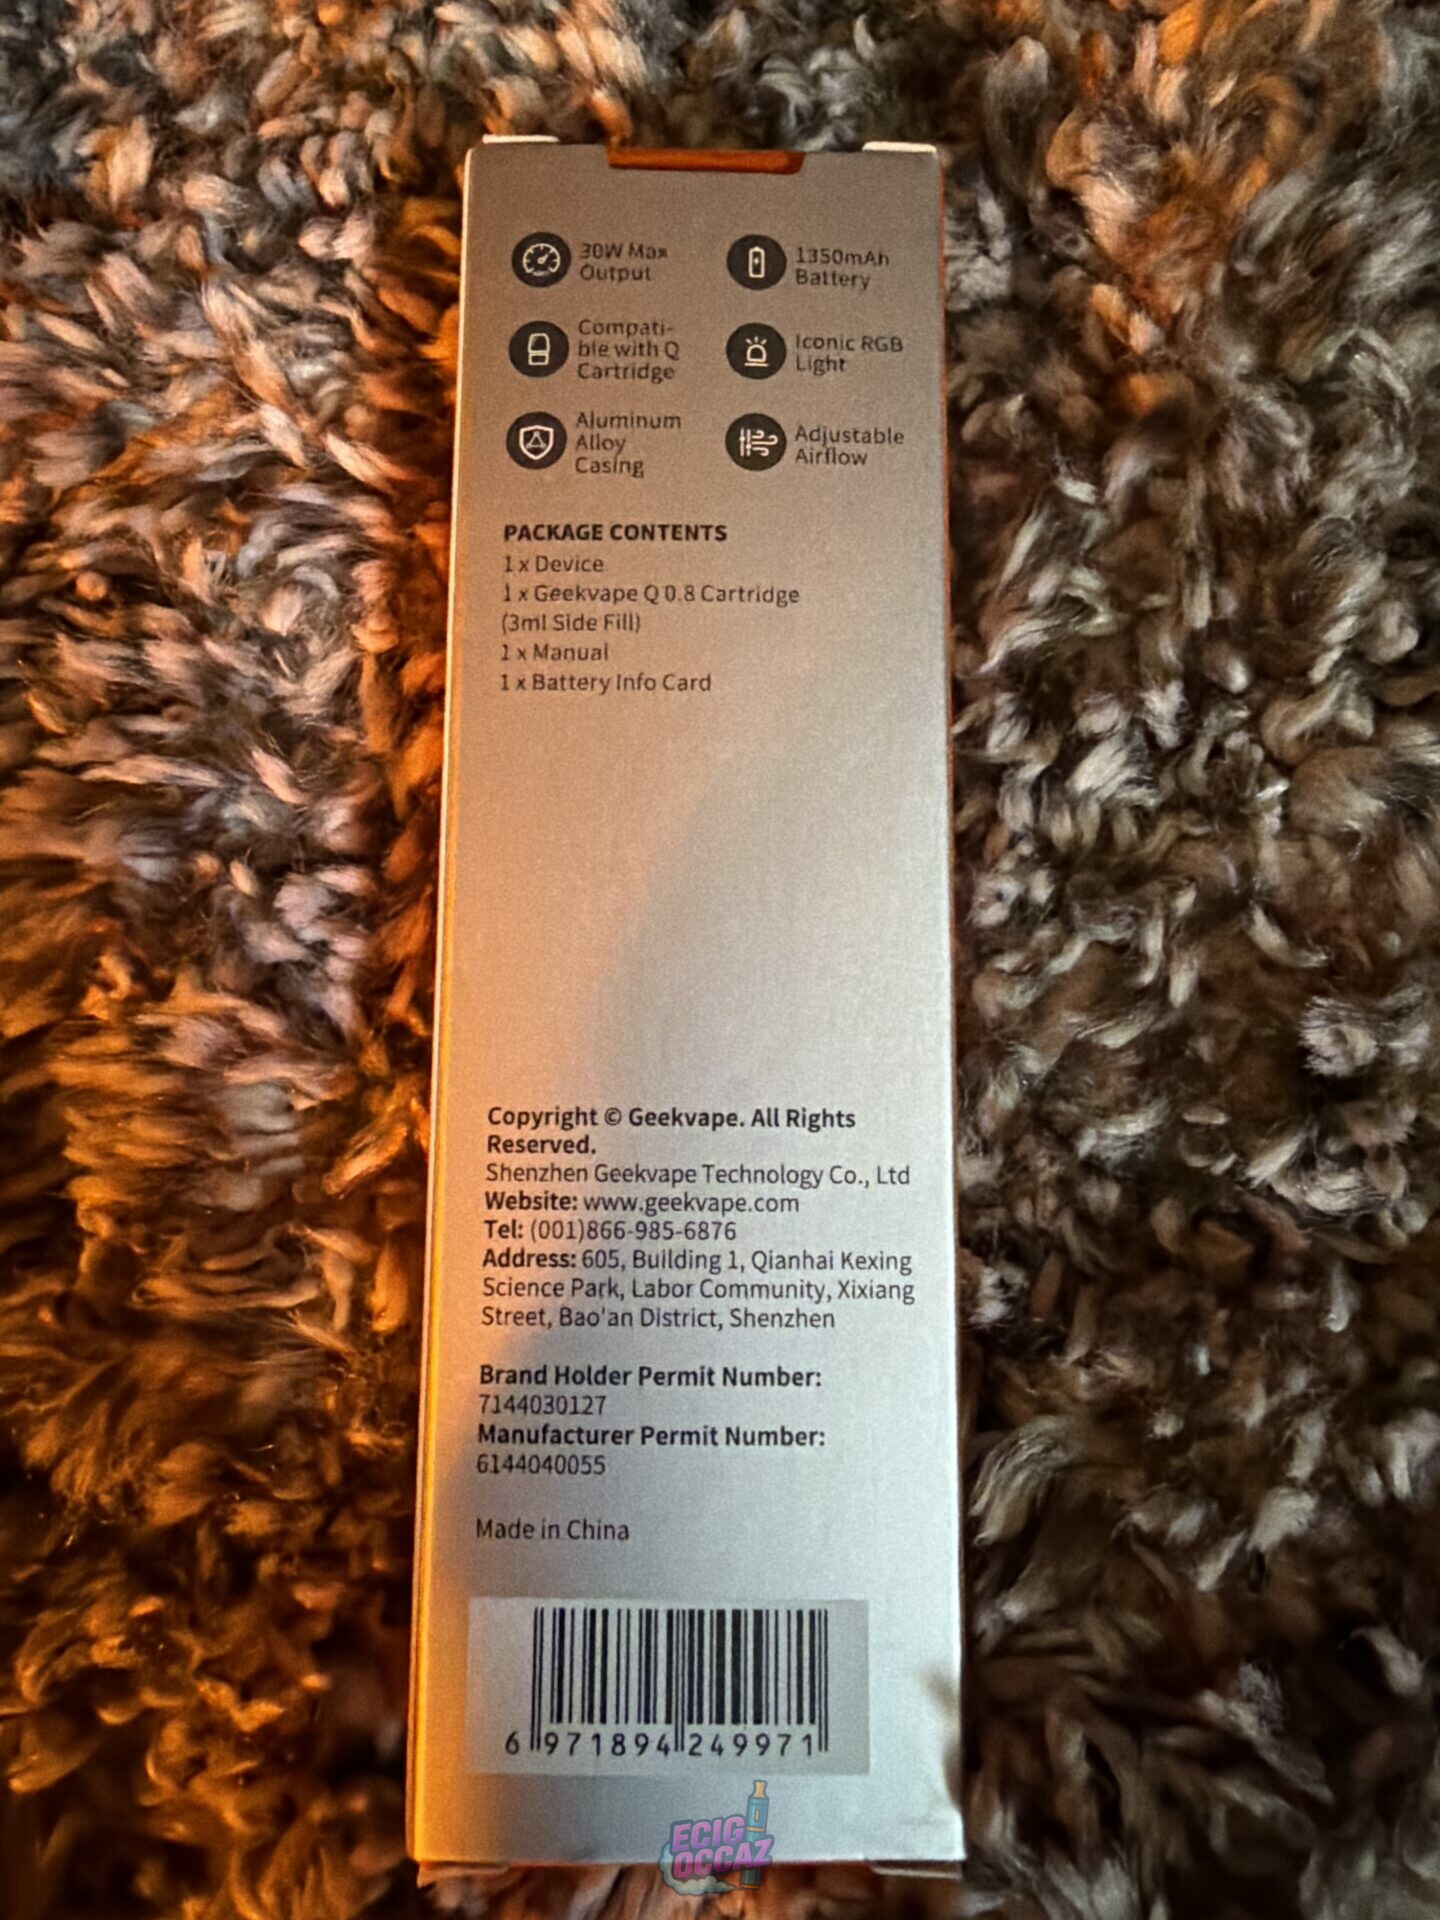 30W Max
Output
1350mAh
Battery
Compati-
ble with Q
Cartridge
Iconic RGB
Light
Aluminum
Alloy
Casing
Adjustable
Airflow
PACKAGE CONTENTS
1 x Device
1 x Geekvape Q 0.8 Cartridge
(3ml Side Fill)
1 x Manual
1 x Battery Info Card
Copyright © Geekvape. All Rights
Reserved.
Shenzhen Geekvape Technology Co., Ltd
Website: www.geekvape.com
Tel: (001)866-985-6876
Address: 605, Building 1, Qianhai Kexing
Science Park, Labor Community, Xixiang
Street, Bao'an District, Shenzhen
Brand Holder Permit Number:
7144030127
Manufacturer Permit Number:
6144040055
Made in China
6 971894 249971
ECIG
OCCAZ